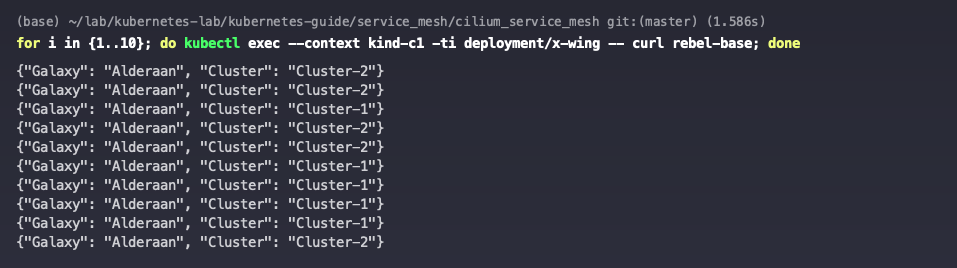 (base) ~/lab/kubernetes-lab/kubernetes-guide/service_mesh/cilium_service_mesh git:(master) (1.586s)
for i in {1..10}; do kubectl exec --context kind-c1 -ti deployment/x-wing -- curl rebel-base; done
{"Galaxy": "Alderaan", "Cluster": "Cluster-2"}
{"Galaxy": "Alderaan", "Cluster": "Cluster-2"}
{"Galaxy": "Alderaan", "Cluster": "Cluster-1"}
{"Galaxy": "Alderaan", "Cluster": "Cluster-2"}
{"Galaxy": "Alderaan", "Cluster": "Cluster-2"}
{"Galaxy": "Alderaan", "Cluster": "Cluster-1"}
{"Galaxy": "Alderaan", "Cluster": "Cluster-1"}
{"Galaxy": "Alderaan", "Cluster": "Cluster-1"}
{"Galaxy": "Alderaan", "Cluster": "Cluster-1"}
{"Galaxy": "Alderaan", "Cluster": "Cluster-2"}